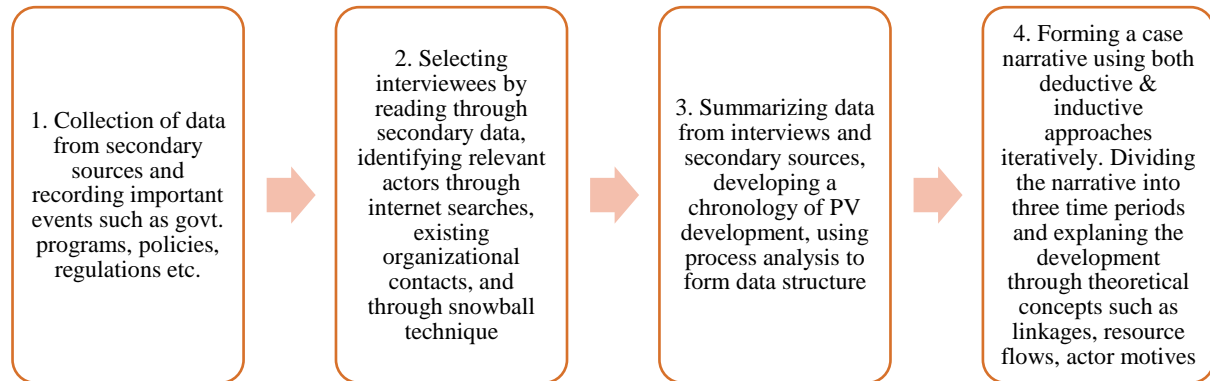 1. Collection of data
from secondary
sources and
recording important
events such as govt.
programs, policies,
regulations etc.
2. Selecting
interviewees by
reading through
secondary data,
identifying relevant
actors through
internet searches,
existing
organizational
contacts, and
through snowball
technique
3. Summarizing data
from interviews and
secondary sources,
developing a
chronology of PV
development, using
process analysis to
form data structure
4. Forming a case
narrative using both
deductive &
inductive
approaches
iteratively. Dividing
the narrative into
three time periods
and explaning the
development
through theoretical
concepts such as
linkages, resource
flows, actor motives